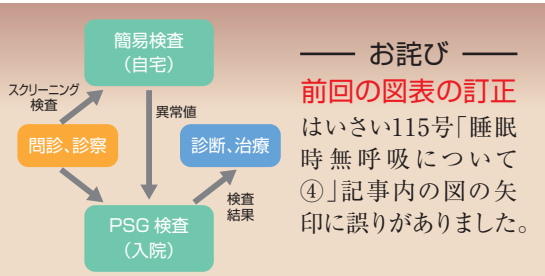 簡易検査
（自宅）
スクリーニング
検査
異常値
問診、診察
診断、治療
検査
結果
PSG 検査
（入院）
お詫び
前回の図表の訂正
はいさい115号「睡眠
時無呼吸について
④」記事内の図の矢
印に誤りがありました。